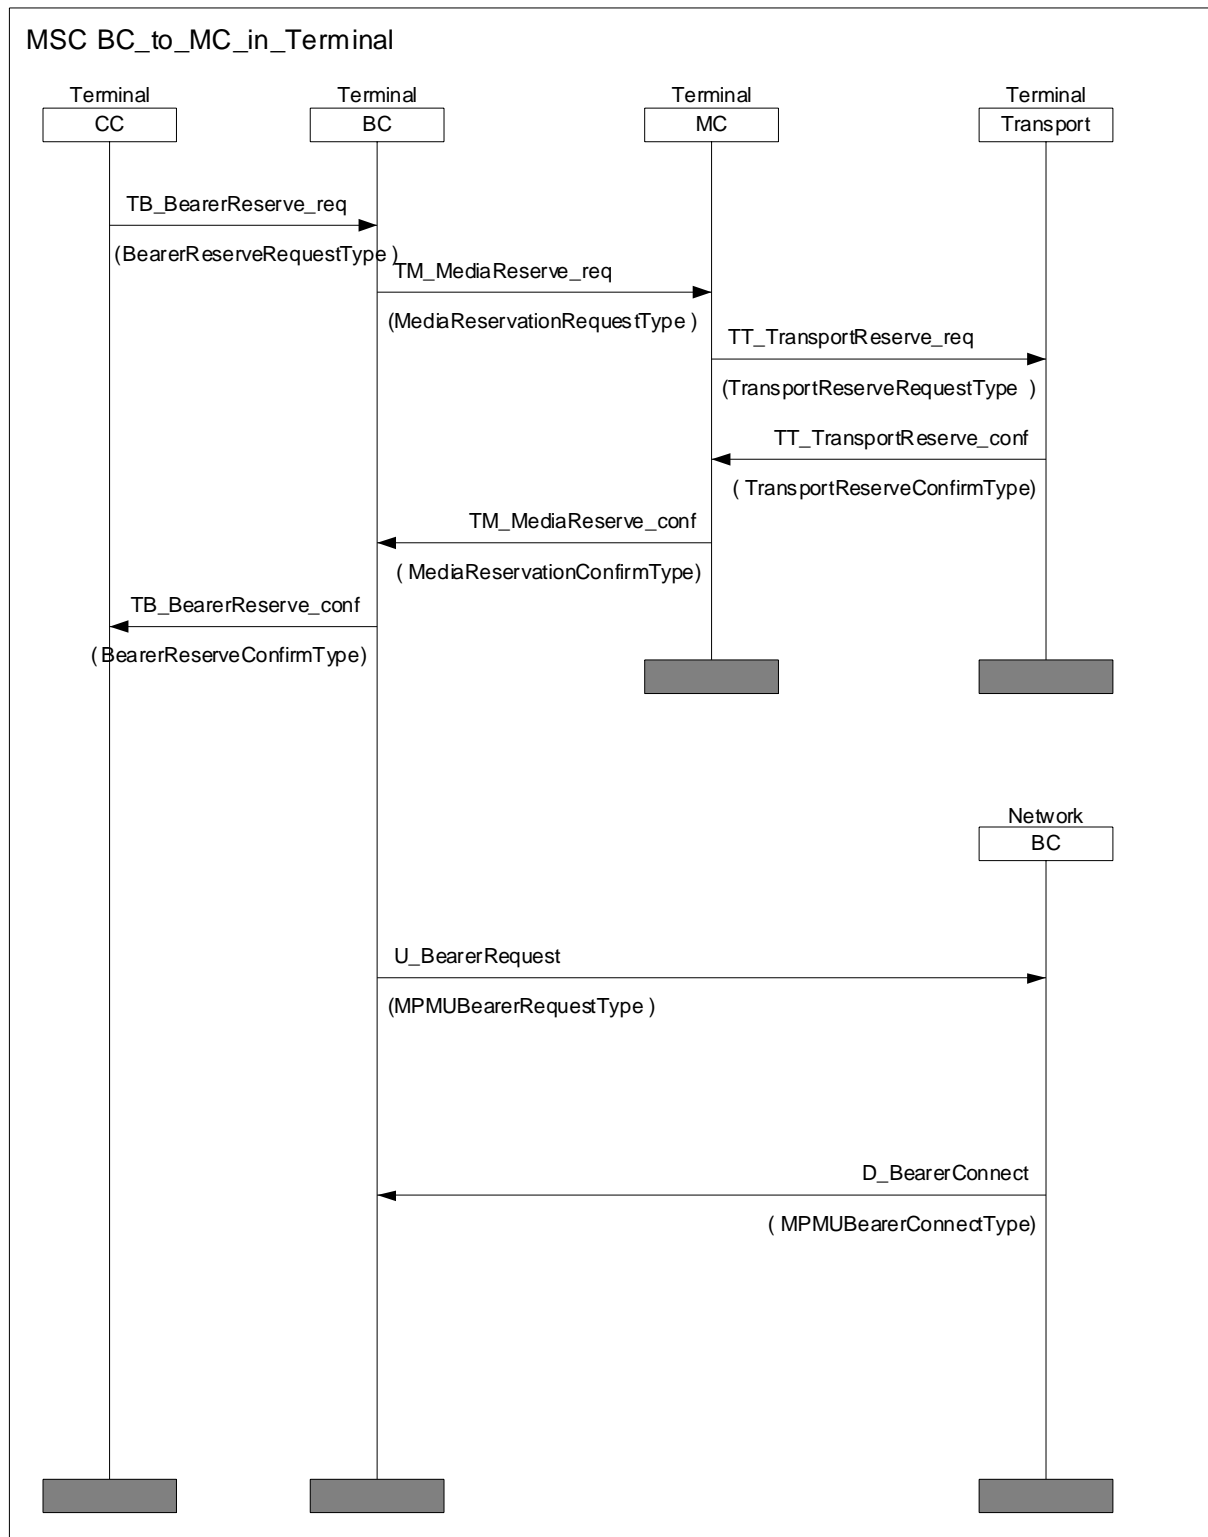 MSC BC_to_MC_in_Terminal
Terminal Terminal Terminal Terminal
CC BC MC Transport
TB_BearerReserve_req
(BearerReserveRequestType )
TM_MediaReserve_req
(MediaReservationRequestType )
TT_TransportReserve_req
(TransportReserveRequestType )
TT_TransportReserve_conf
( TransportReserveConfirmType)
TM_MediaReserve_conf
( MediaReservationConfirmType)
TB_BearerReserve_conf
( BearerReserveConfirmType)
Network
BC
U_BearerRequest
(MPMUBearerRequestType )
D_BearerConnect
( MPMUBearerConnectType)